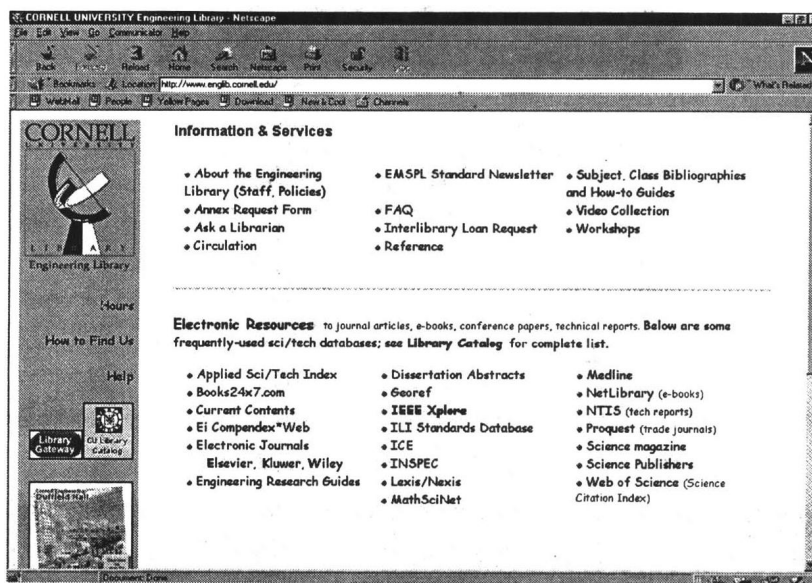 CORNELL UNIVERSITY Engineering Library - Netscape
File Edit View Go Communicator Help
Back Forward Reload Home Search Netscape Print Security Stop
Bookmarks Location: http://www.englib.cornell.edu/ What's Related
WebMail People Yellow Pages Download New & Cool Channels
CORNELL
UNIVERSITY
LIBRARY
Engineering Library
Hours
How to Find Us
Help
Library Gateway
CU Library Catalog
Duffield Hall
Information & Services
• About the Engineering Library (Staff, Policies)
• Annex Request Form
• Ask a Librarian
• Circulation
• EMSPL Standard Newsletter
• FAQ
• Interlibrary Loan Request
• Reference
• Subject, Class Bibliographies and How-to Guides
• Video Collection
• Workshops
Electronic Resources to journal articles, e-books, conference papers, technical reports. Below are some
frequently-used sci/tech databases; see Library Catalog for complete list.
• Applied Sci/Tech Index
• Books24x7.com
• Current Contents
• Ei Compendex*Web
• Electronic Journals
Elsevier, Kluwer, Wiley
• Engineering Research Guides
• Dissertation Abstracts
• Georef
• IEEE Xplore
• ILI Standards Database
• ICE
• INSPEC
• Lexis/Nexis
• MathSciNet
• Medline
• NetLibrary (e-books)
• NTIS (tech reports)
• Proquest (trade journals)
• Science magazine
• Science Publishers
• Web of Science (Science
Citation Index)
Document: Done